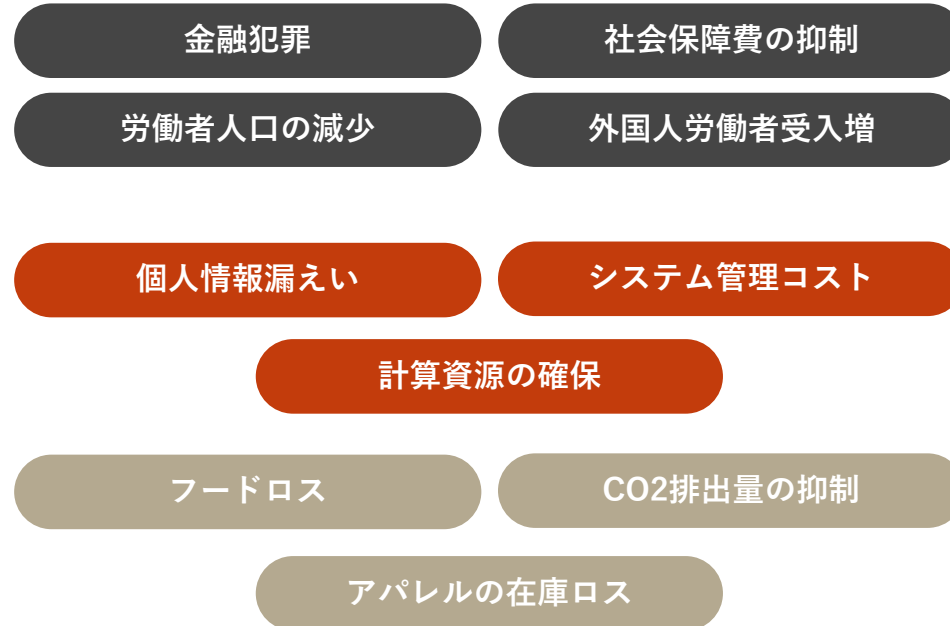 金融犯罪
社会保障費の抑制
労働者人口の減少
外国人労働者受入増
個人情報漏えい
システム管理コスト
計算資源の確保
フードロス
CO2排出量の抑制
アパレルの在庫ロス